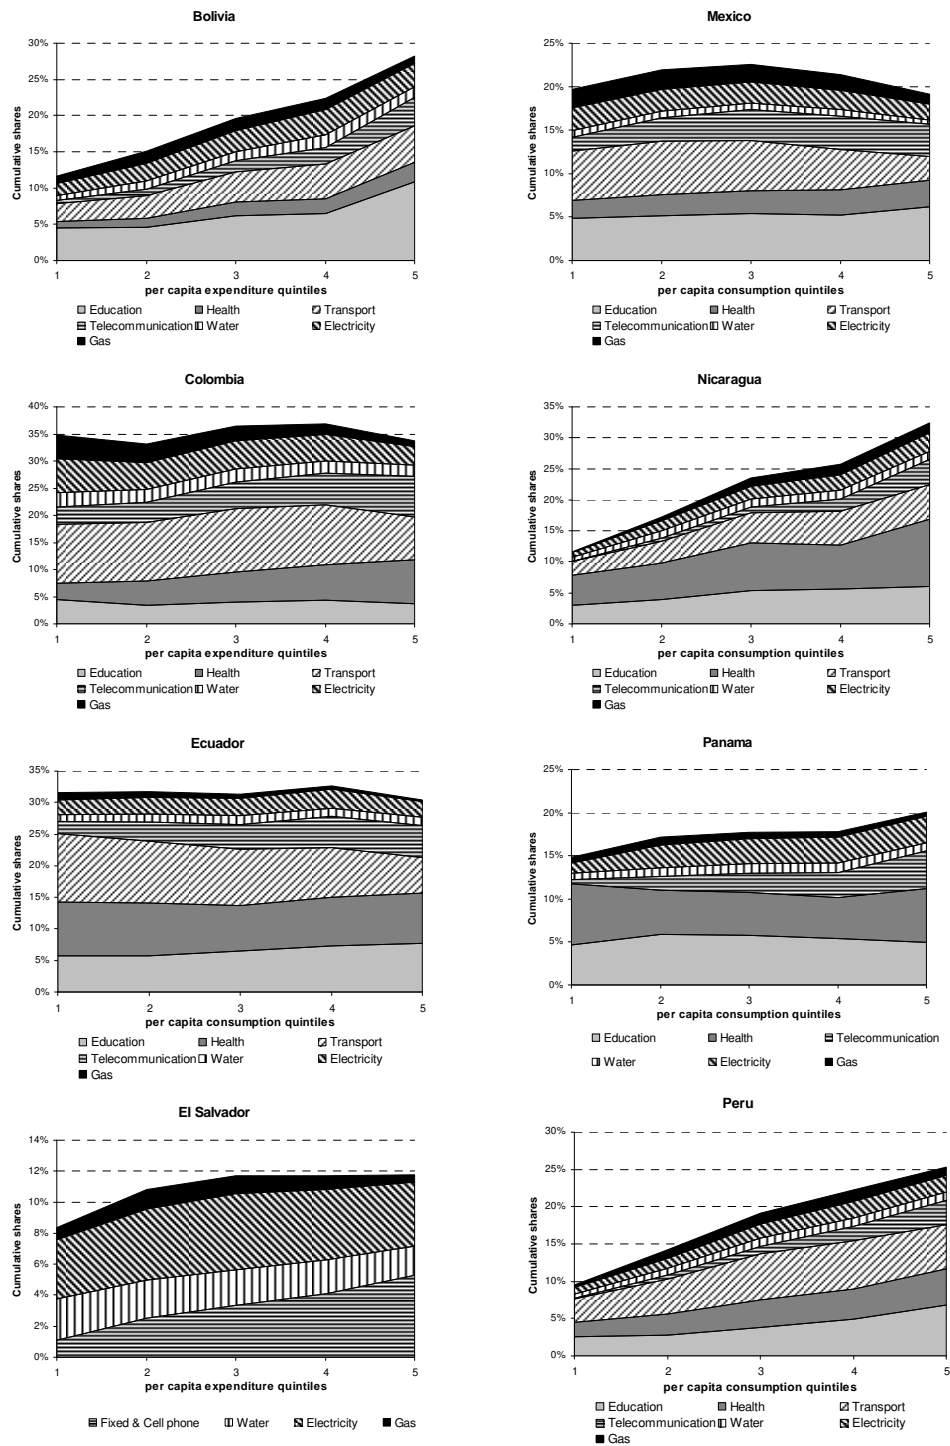 Bolivia
Cumulative shares
30%
25%
20%
15%
10%
5%
0%
1 2 3 4 5
per capita expenditure quintiles
Education Health Transport
Telecommunication Water Electricity
Gas
Mexico
Cumulative shares
25%
20%
15%
10%
5%
0%
1 2 3 4 5
per capita consumption quintiles
Education Health Transport
Telecommunication Water Electricity
Gas
Colombia
Cumulative shares
40%
35%
30%
25%
20%
15%
10%
5%
0%
1 2 3 4 5
per capita expenditure quintiles
Education Health Transport
Telecommunication Water Electricity
Gas
Nicaragua
Cumulative shares
35%
30%
25%
20%
15%
10%
5%
0%
1 2 3 4 5
per capita consumption quintiles
Education Health Transport
Telecommunication Water Electricity
Gas
Ecuador
Cumulative shares
35%
30%
25%
20%
15%
10%
5%
0%
1 2 3 4 5
per capita consumption quintiles
Education Health Transport
Telecommunication Water Electricity
Gas
Panama
Cumulative shares
25%
20%
15%
10%
5%
0%
1 2 3 4 5
per capita consumption quintiles
Education Health Telecommunication
Water Electricity Gas
El Salvador
Cumulative shares
14%
12%
10%
8%
6%
4%
2%
0%
1 2 3 4 5
per capita expenditure quintiles
Fixed & Cell phone Water Electricity Gas
Peru
Cumulative shares
30%
25%
20%
15%
10%
5%
0%
1 2 3 4 5
per capita consumption quintiles
Education Health Transport
Telecommunication Water Electricity
Gas